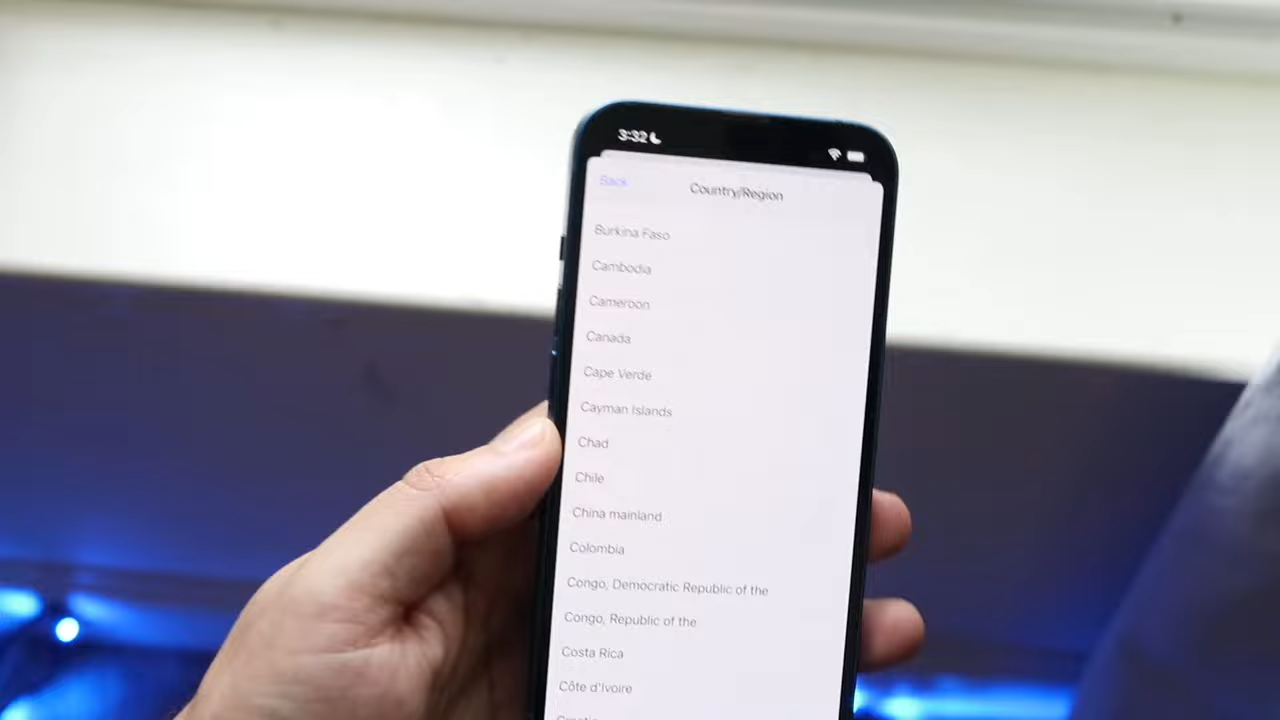 3:32
Back
Country/Region
Burkina Faso
Cambodia
Cameroon
Canada
Cape Verde
Cayman Islands
Chad
Chile
China mainland
Colombia
Congo, Democratic Republic of the
Congo, Republic of the
Costa Rica
Côte d'Ivoire